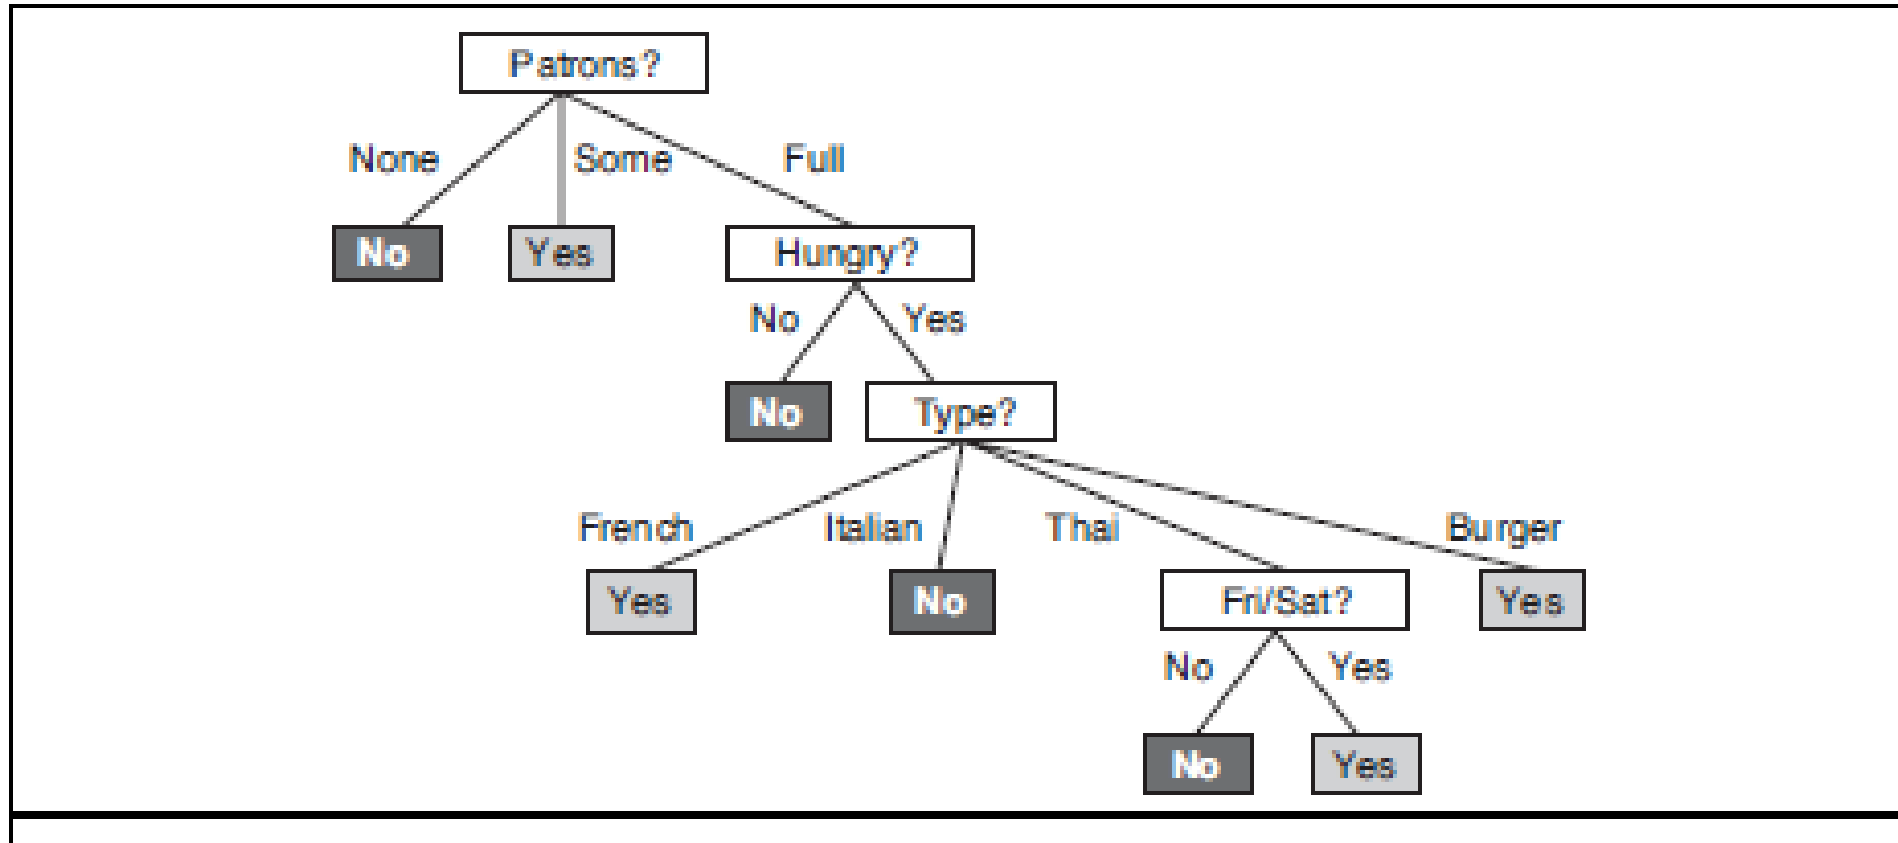 Patrons?
None Some Full
No Yes Hungry?
No Yes
No Type?
French Italian Thai Burger
Yes No Fri/Sat? Yes
No Yes
No Yes